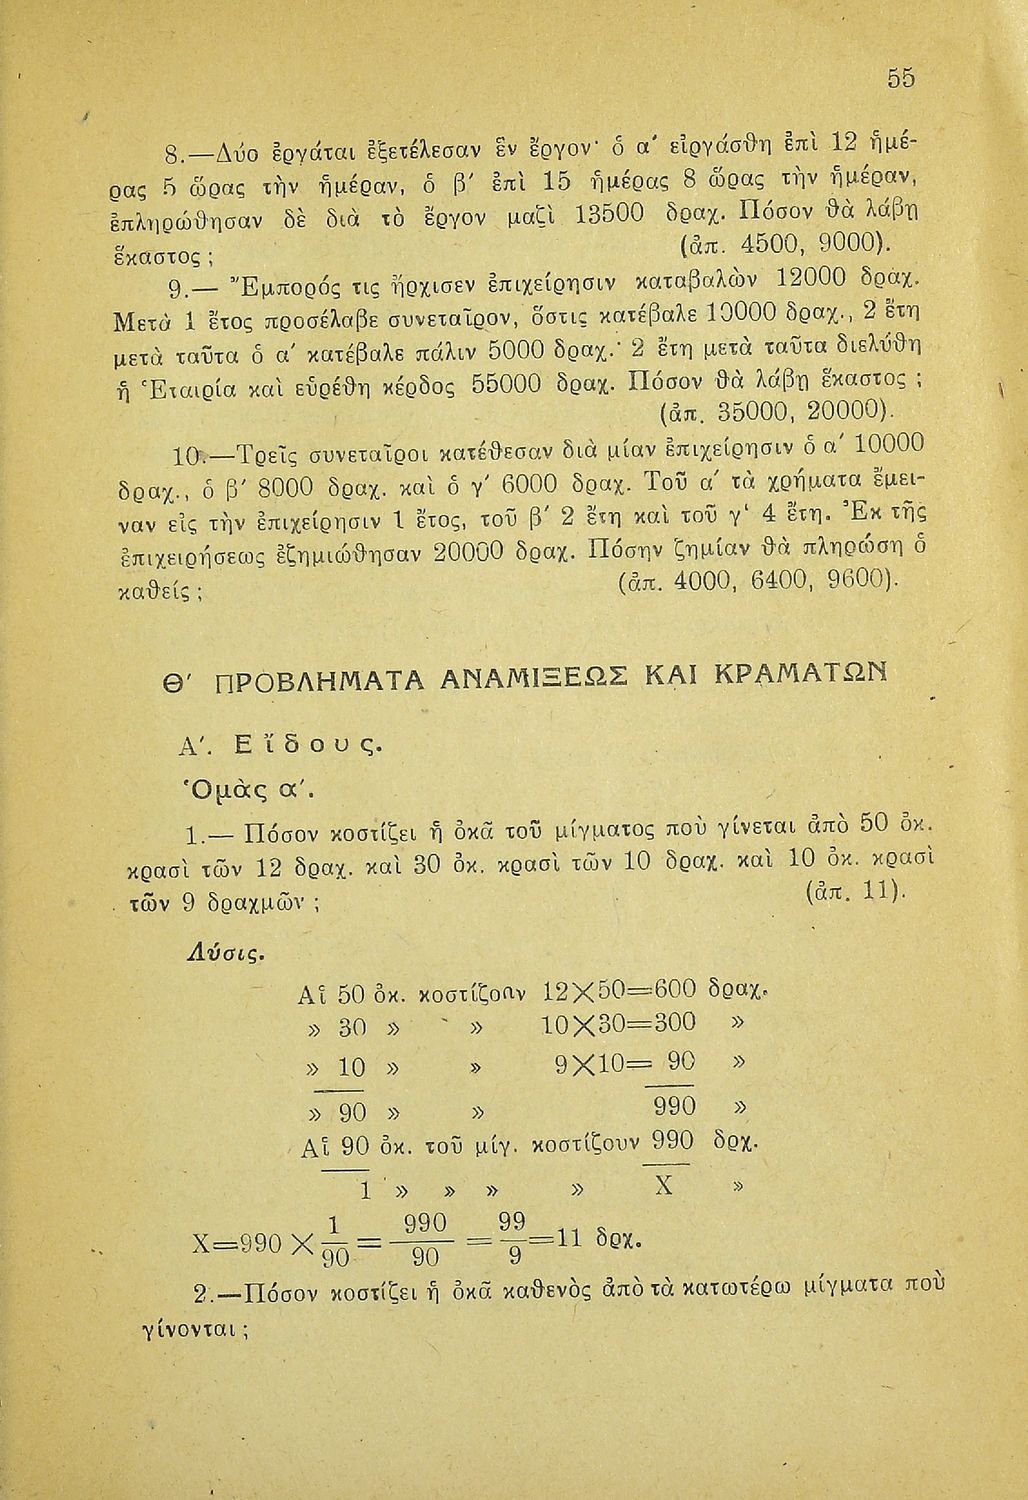 55
8.—Δύο ἐργάται ἐξετέλεσαν ἓν ἔργον· ὁ α' εἰργάσθη ἐπὶ 12 ἡμέ-
ρας 5 ὥρας τὴν ἡμέραν, ὁ β' ἐπὶ 15 ἡμέρας 8 ὥρας τὴν ἡμέραν,
ἐπληρώθησαν δὲ διὰ τὸ ἔργον μαζὶ 13500 δραχ. Πόσον θὰ λάβῃ
ἕκαστος ; (ἀπ. 4500, 9000).
9.— Ἔμπορός τις ἤρχισεν ἐπιχείρησιν καταβαλὼν 12000 δραχ.
Μετὰ 1 ἔτος προσέλαβε συνεταῖρον, ὅστις κατέβαλε 10000 δραχ., 2 ἔτη
μετὰ ταῦτα ὁ α' κατέβαλε πάλιν 5000 δραχ.· 2 ἔτη μετὰ ταῦτα διελύθη
ἡ Ἑταιρία καὶ εὑρέθη κέρδος 55000 δραχ. Πόσον θὰ λάβῃ ἕκαστος ;
(ἀπ. 35000, 20000).
10.—Τρεῖς συνεταῖροι κατέθεσαν διὰ μίαν ἐπιχείρησιν ὁ α' 10000
δραχ., ὁ β' 8000 δραχ. καὶ ὁ γ' 6000 δραχ. Τοῦ α' τὰ χρήματα ἔμει-
ναν εἰς τὴν ἐπιχείρησιν 1 ἔτος, τοῦ β' 2 ἔτη καὶ τοῦ γ' 4 ἔτη. Ἐκ τῆς
ἐπιχειρήσεως ἐζημιώθησαν 20000 δραχ. Πόσην ζημίαν θὰ πληρώσῃ ὁ
καθείς ; (ἀπ. 4000, 6400, 9600).
Θ' ΠΡΟΒΛΗΜΑΤΑ ΑΝΑΜΙΞΕΩΣ ΚΑΙ ΚΡΑΜΑΤΩΝ
Α'. Εἴδους.
Ὁμὰς α'.
1.— Πόσον κοστίζει ἡ ὀκᾶ τοῦ μίγματος ποὺ γίνεται ἀπὸ 50 ὀκ.
κρασὶ τῶν 12 δραχ. καὶ 30 ὀκ. κρασὶ τῶν 10 δραχ. καὶ 10 ὀκ. κρασὶ
τῶν 9 δραχμῶν ; (ἀπ. 11).
Λύσις.
Αἱ 50 ὀκ. κοστίζουν 12×50=600 δραχ.
» 30 » » 10×30=300 »
» 10 » » 9×10= 90 »
» 90 » » 990 »
Αἱ 90 ὀκ. τοῦ μίγ. κοστίζουν 990 δρχ.
1 » » » » Χ »
Χ=990 × 1/90 = 990/90 = 99/9 =11 δρχ.
2.—Πόσον κοστίζει ἡ ὀκᾶ καθενὸς ἀπὸ τὰ κατωτέρω μίγματα ποὺ
γίνονται ;